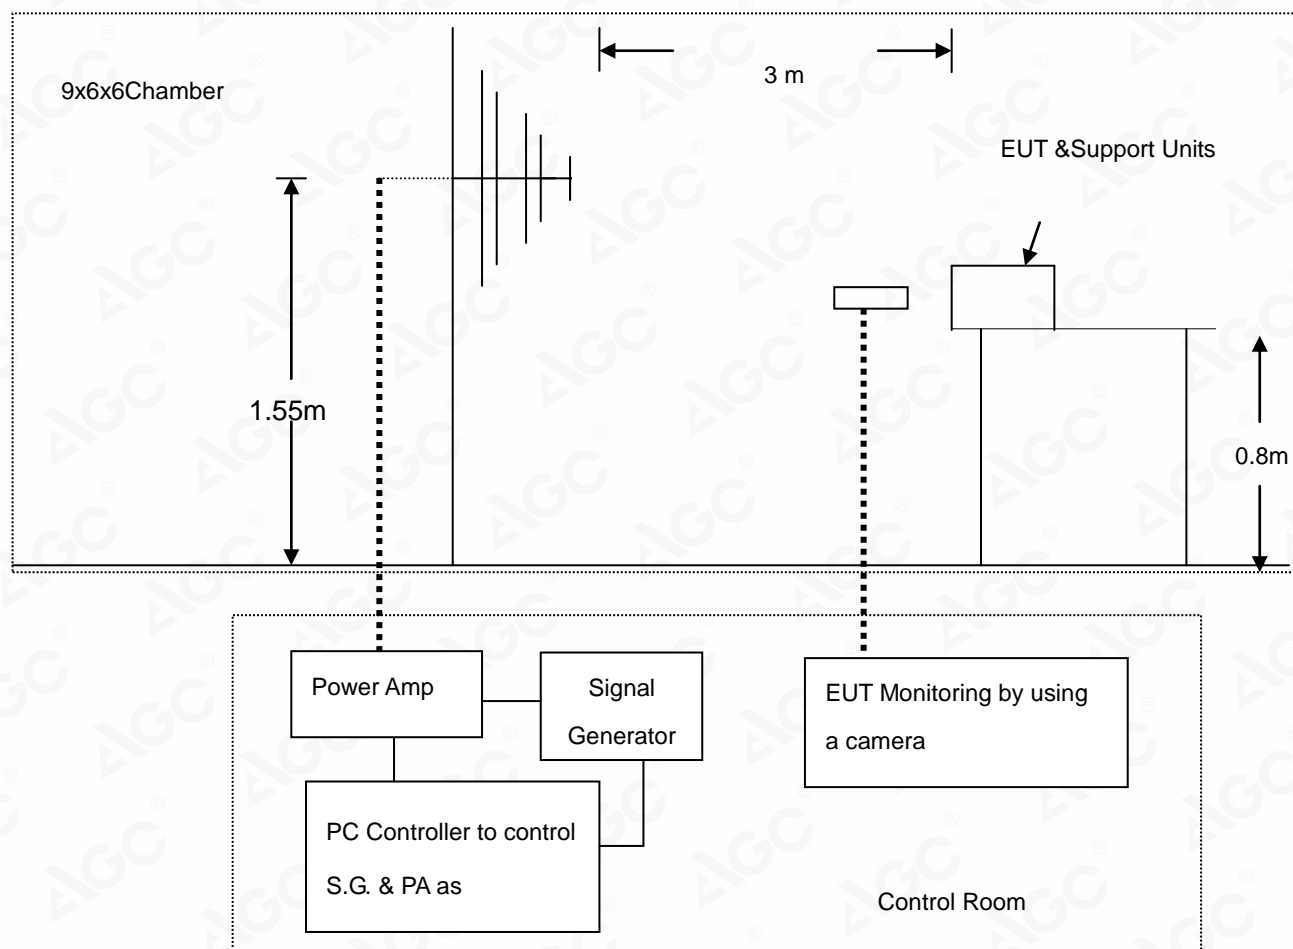 9x6x6Chamber
3 m
EUT &Support Units
1.55m
0.8m
Power Amp
Signal
Generator
EUT Monitoring by using
a camera
PC Controller to control
S.G. & PA as
Control Room
AGC